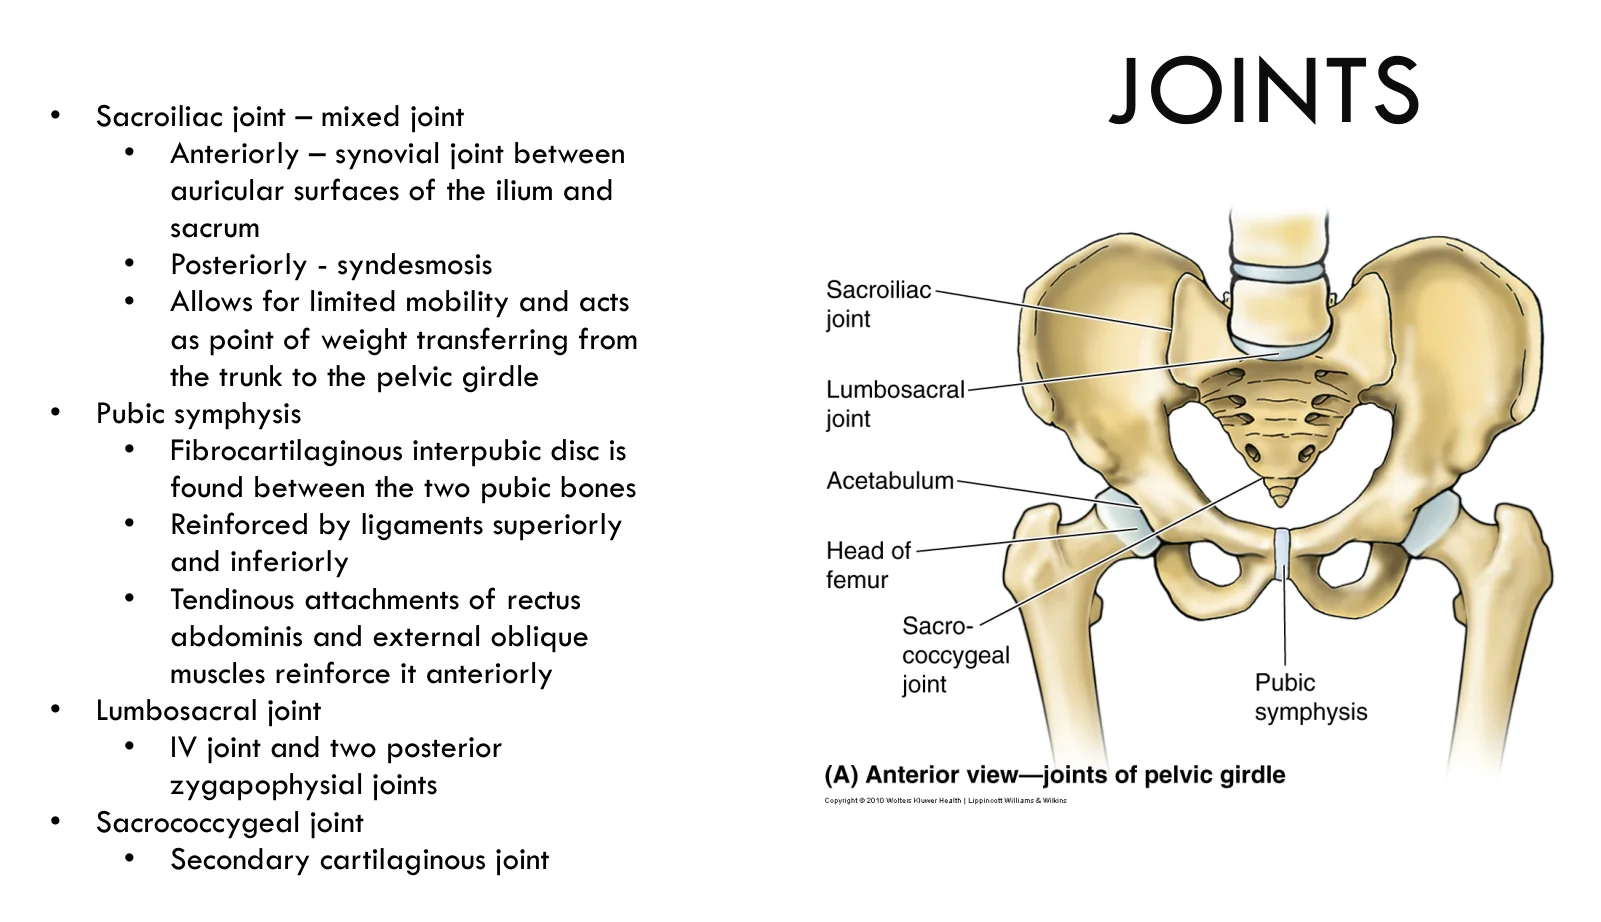 JOINTS
• Sacroiliac joint – mixed joint
• Anteriorly – synovial joint between
auricular surfaces of the ilium and
sacrum
• Posteriorly - syndesmosis
• Allows for limited mobility and acts
as point of weight transferring from
the trunk to the pelvic girdle
• Pubic symphysis
• Fibrocartilaginous interpubic disc is
found between the two pubic bones
• Reinforced by ligaments superiorly
and inferiorly
• Tendinous attachments of rectus
abdominis and external oblique
muscles reinforce it anteriorly
• Lumbosacral joint
• IV joint and two posterior
zygapophysial joints
• Sacrococcygeal joint
• Secondary cartilaginous joint
Sacroiliac
joint
Lumbosacral
joint
Acetabulum
Head of
femur
Sacro-
coccygeal
joint
Pubic
symphysis
(A) Anterior view—joints of pelvic girdle
Copyright © 2010 Wolters Kluwer Health | Lippincott Williams & Wilkins